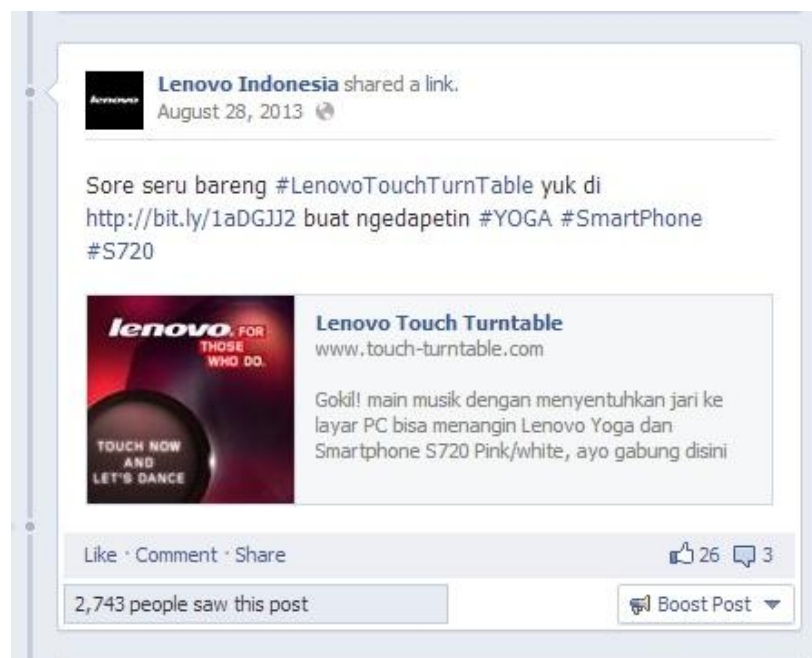 lenovo
Lenovo Indonesia shared a link.
August 28, 2013
Sore seru bareng #LenovoTouchTurnTable yuk di
http://bit.ly/1aDGJJ2 buat ngedapetin #YOGA #SmartPhone
#S720
lenovo. FOR
THOSE
WHO DO.
TOUCH NOW
AND
LET'S DANCE
Lenovo Touch Turntable
www.touch-turntable.com
Gokil! main musik dengan menyentuhkan jari ke
layar PC bisa menangin Lenovo Yoga dan
Smartphone S720 Pink/white, ayo gabung disini
Like · Comment · Share
26 3
2,743 people saw this post
Boost Post